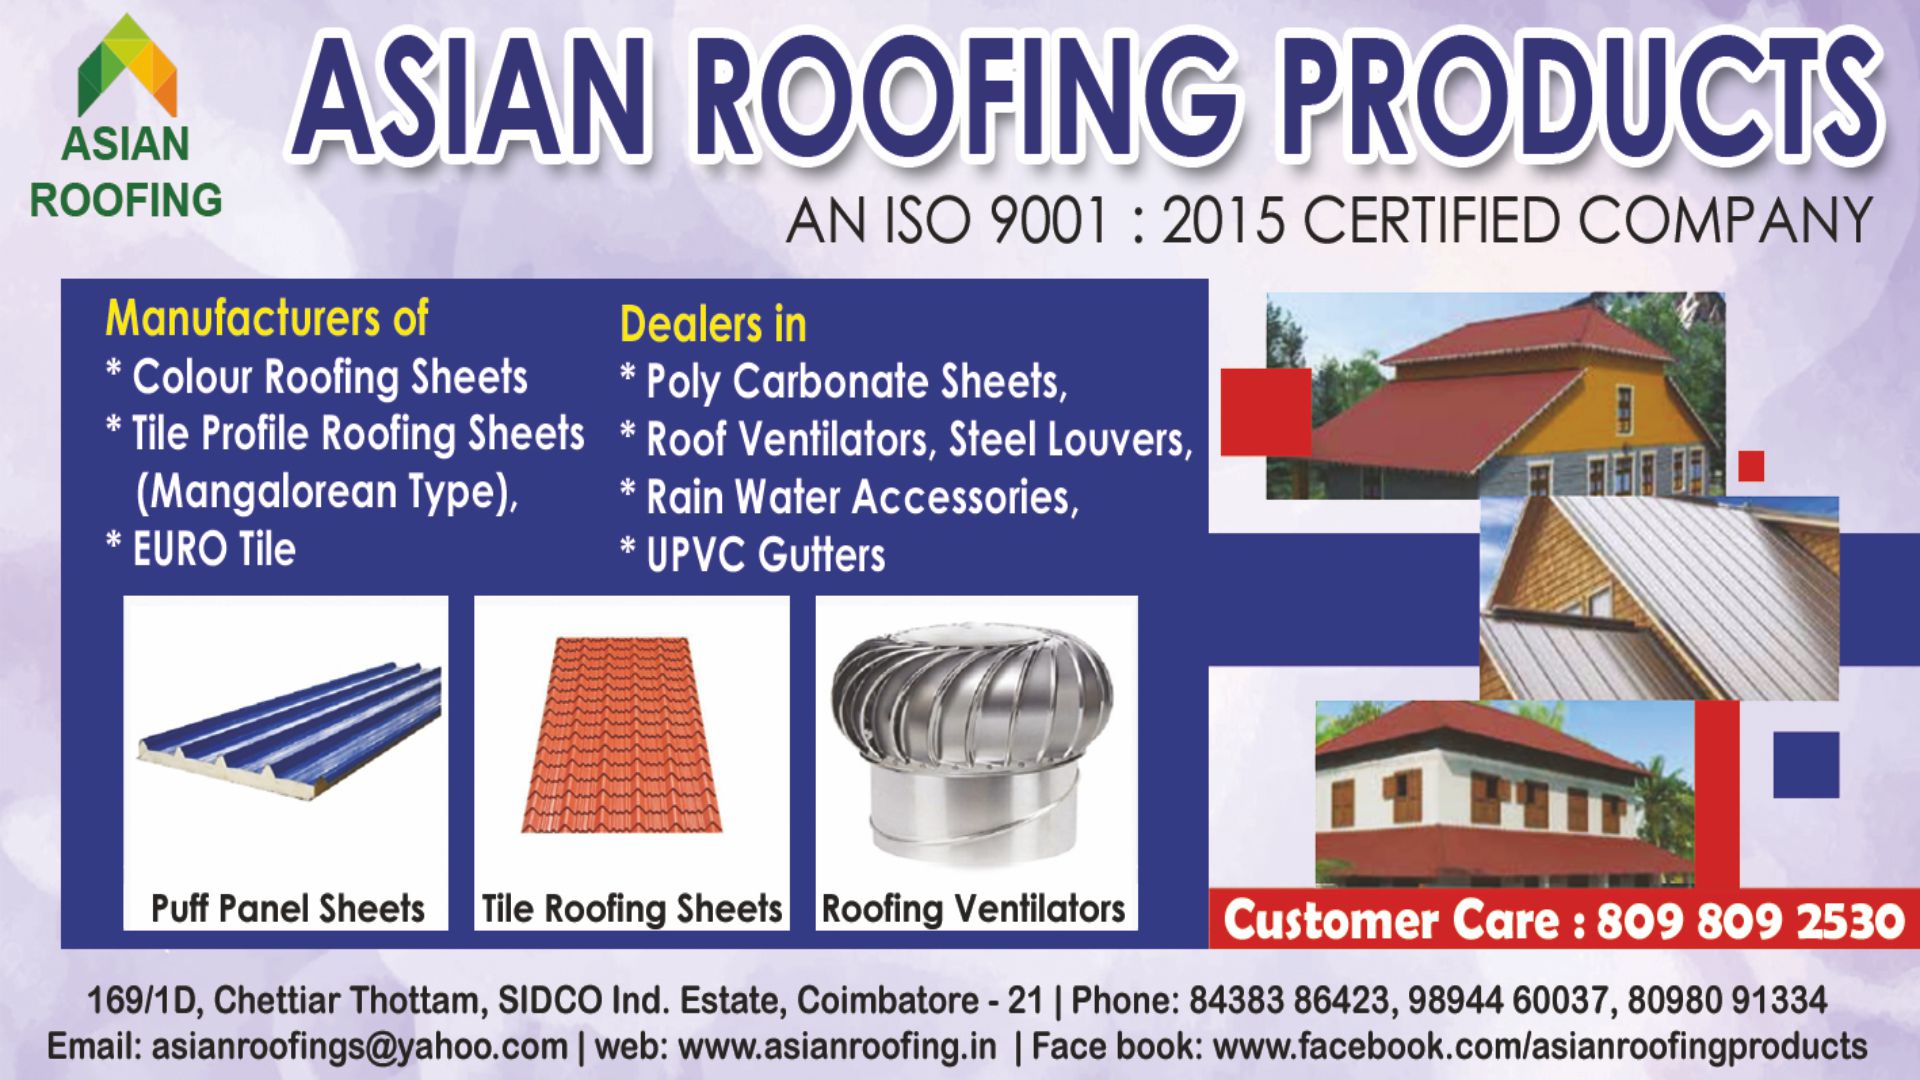 ASIAN
ROOFING
ASIAN ROOFING PRODUCTS
AN ISO 9001 : 2015 CERTIFIED COMPANY
Manufacturers of
* Colour Roofing Sheets
* Tile Profile Roofing Sheets
(Mangalorean Type),
* EURO Tile
Dealers in
* Poly Carbonate Sheets,
* Roof Ventilators, Steel Louvers,
* Rain Water Accessories,
* UPVC Gutters
Puff Panel Sheets
Tile Roofing Sheets
Roofing Ventilators
Customer Care : 809 809 2530
169/1D, Chettiar Thottam, SIDCO Ind. Estate, Coimbatore - 21 | Phone: 84383 86423, 98944 60037, 80980 91334
Email: asianroofings@yahoo.com | web: www.asianroofing.in | Face book: www.facebook.com/asianroofingproducts